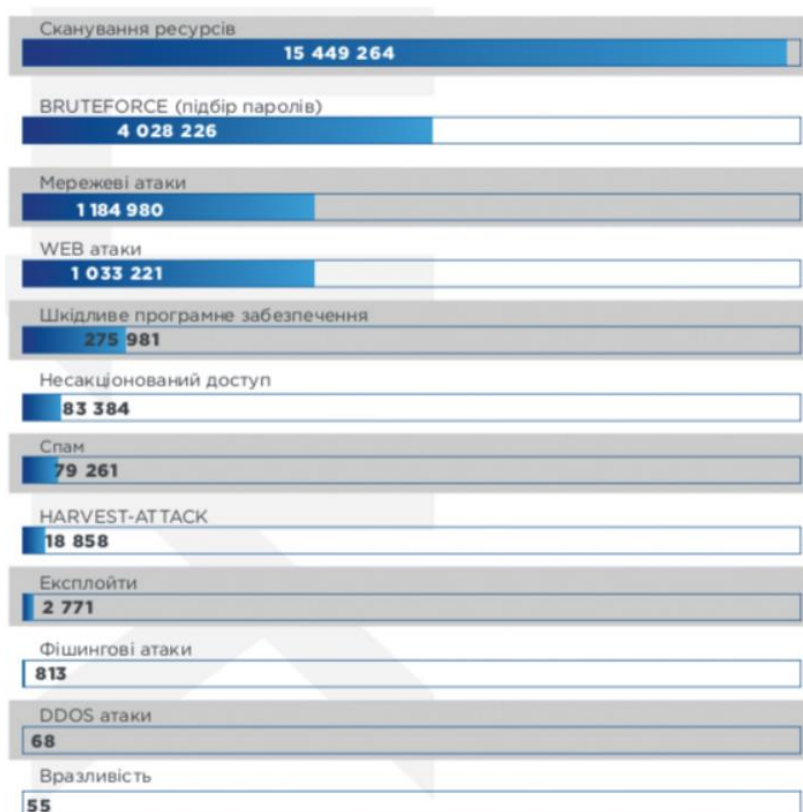 Сканування ресурсів
15 449 264
BRUTEFORCE (підбір паролів)
4 028 226
Мережеві атаки
1 184 980
WEB атаки
1 033 221
Шкідливе програмне забезпечення
275 981
Несакціонований доступ
83 384
Спам
79 261
HARVEST-ATTACK
18 858
Експлойти
2 771
Фішингові атаки
813
DDOS атаки
68
Вразливість
55